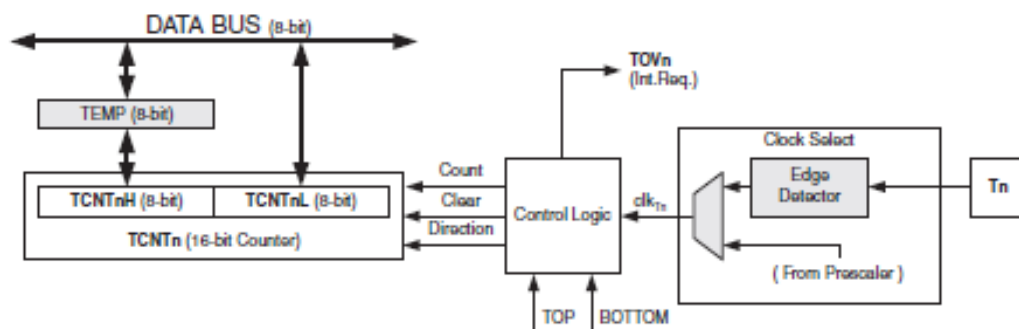 DATA BUS (8-bit)
TOVn
(Int.Req.)
TEMP (8-bit)
Clock Select
Count
Edge
Detector
Tn
TCNTnH (8-bit) TCNTnL (8-bit)
Clear
Control Logic
clkTn
TCNTn (16-bit Counter)
Direction
( From Prescaler )
TOP BOTTOM